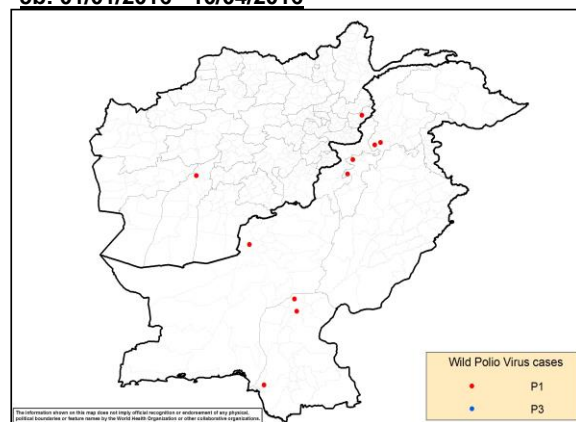 Wild Polio Virus cases
P1
P3
The information shown on this map does not imply official recognition or endorsement of any physical,
political boundaries or feature names by the World Health Organization or other collaborative organizations.